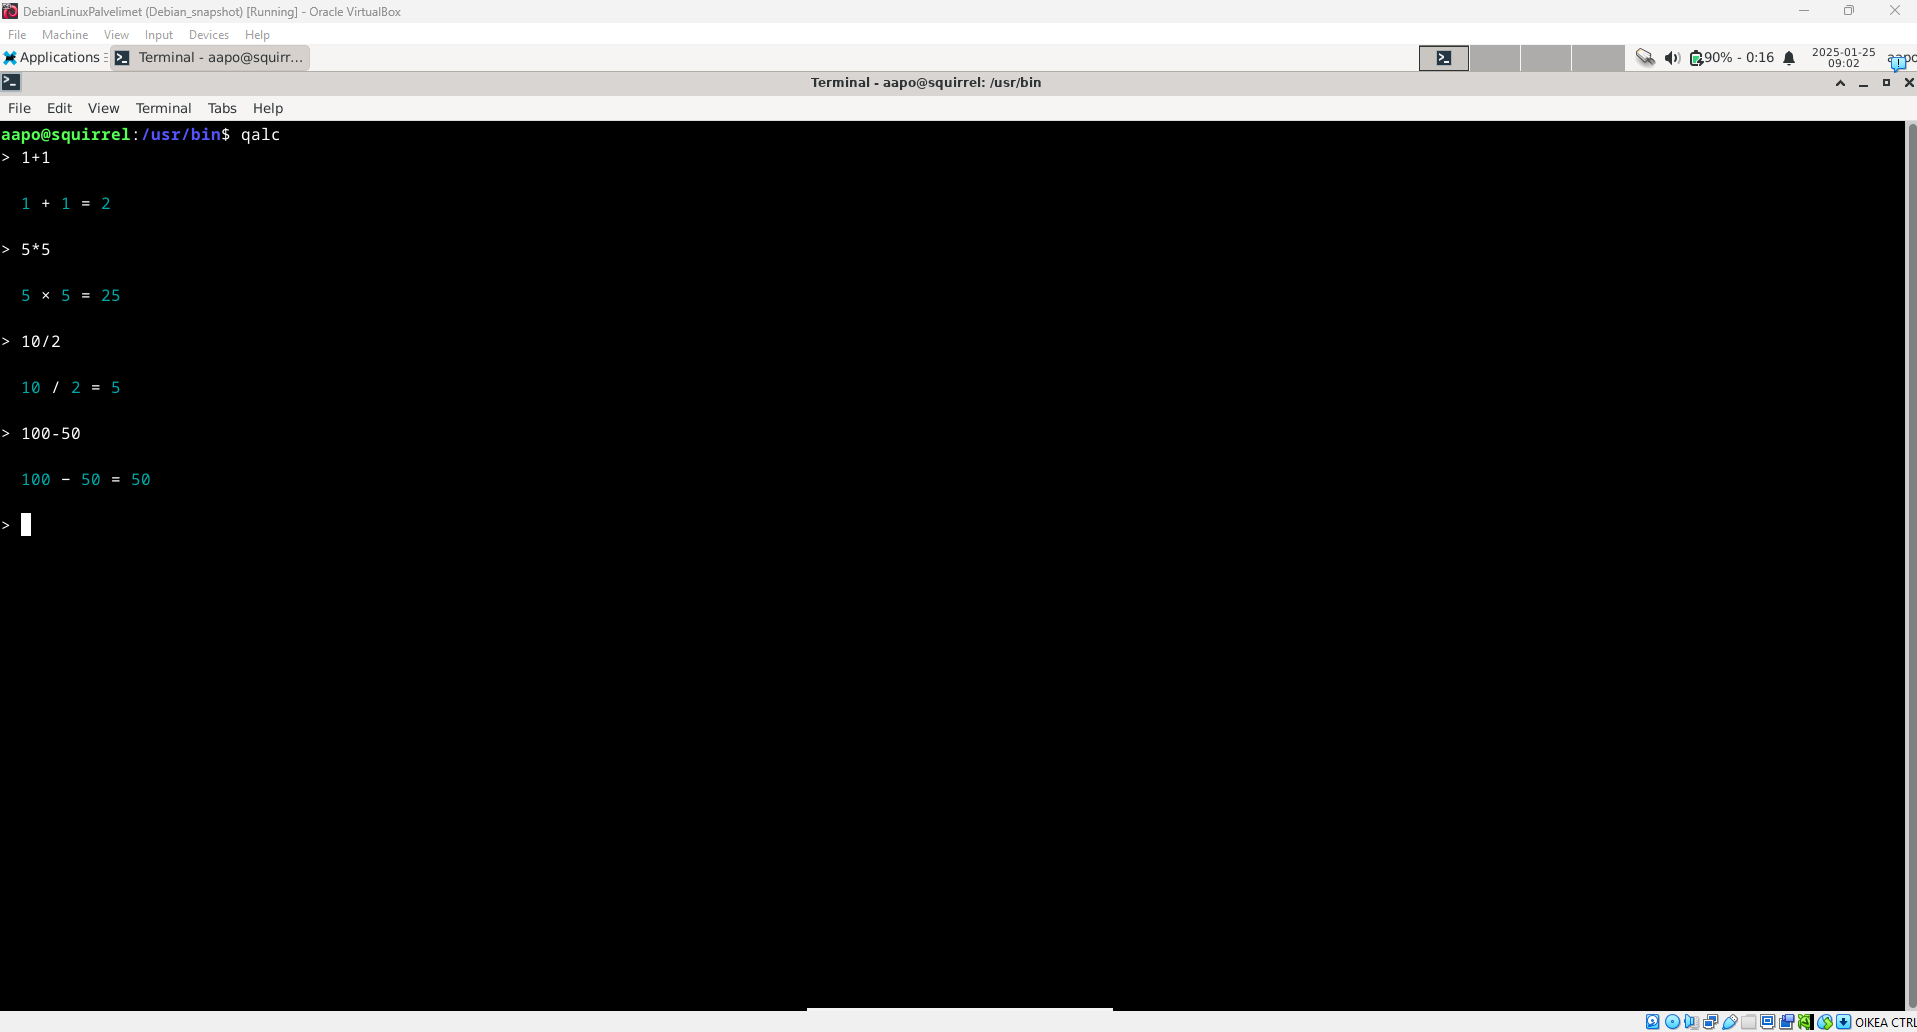 DebianLinuxPalvelimet (Debian_snapshot) [Running] - Oracle VirtualBox
File Machine View Input Devices Help
Applications Terminal - aapo@squirr... 90% - 0:16 2025-01-25
09:02 aapo
Terminal - aapo@squirrel: /usr/bin
File Edit View Terminal Tabs Help
aapo@squirrel:/usr/bin$ qalc
> 1+1
1 + 1 = 2
> 5*5
5 × 5 = 25
> 10/2
10 / 2 = 5
> 100-50
100 − 50 = 50
>
OIKEA CTRL